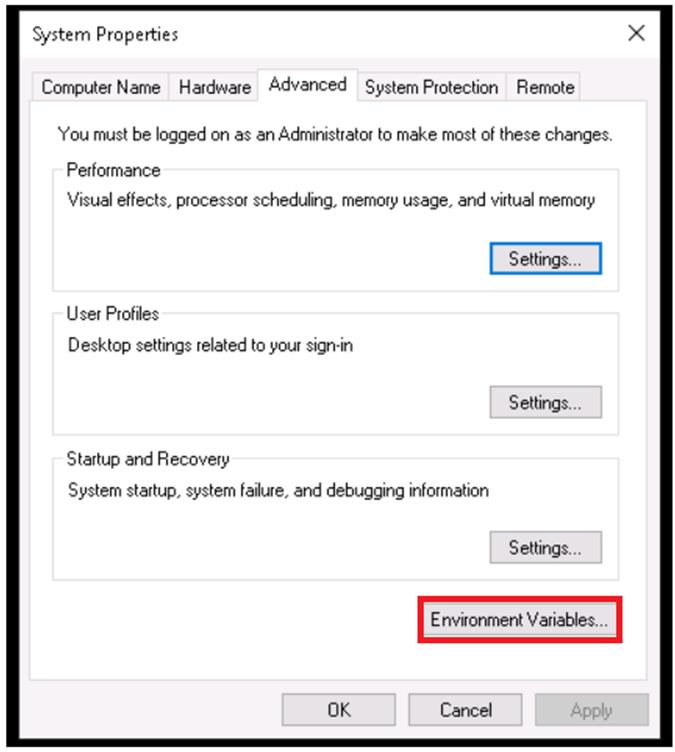 System Properties
Computer Name Hardware Advanced System Protection Remote
You must be logged on as an Administrator to make most of these changes.
Performance
Visual effects, processor scheduling, memory usage, and virtual memory
Settings...
User Profiles
Desktop settings related to your sign-in
Settings...
Startup and Recovery
System startup, system failure, and debugging information
Settings...
Environment Variables...
OK Cancel Apply